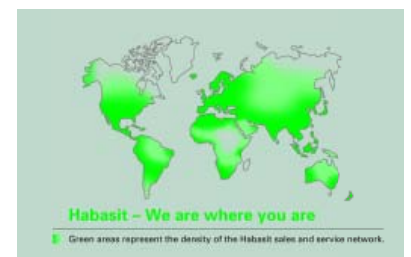 Habasit – We are where you are
Green areas represent the density of the Habasit sales and service network.